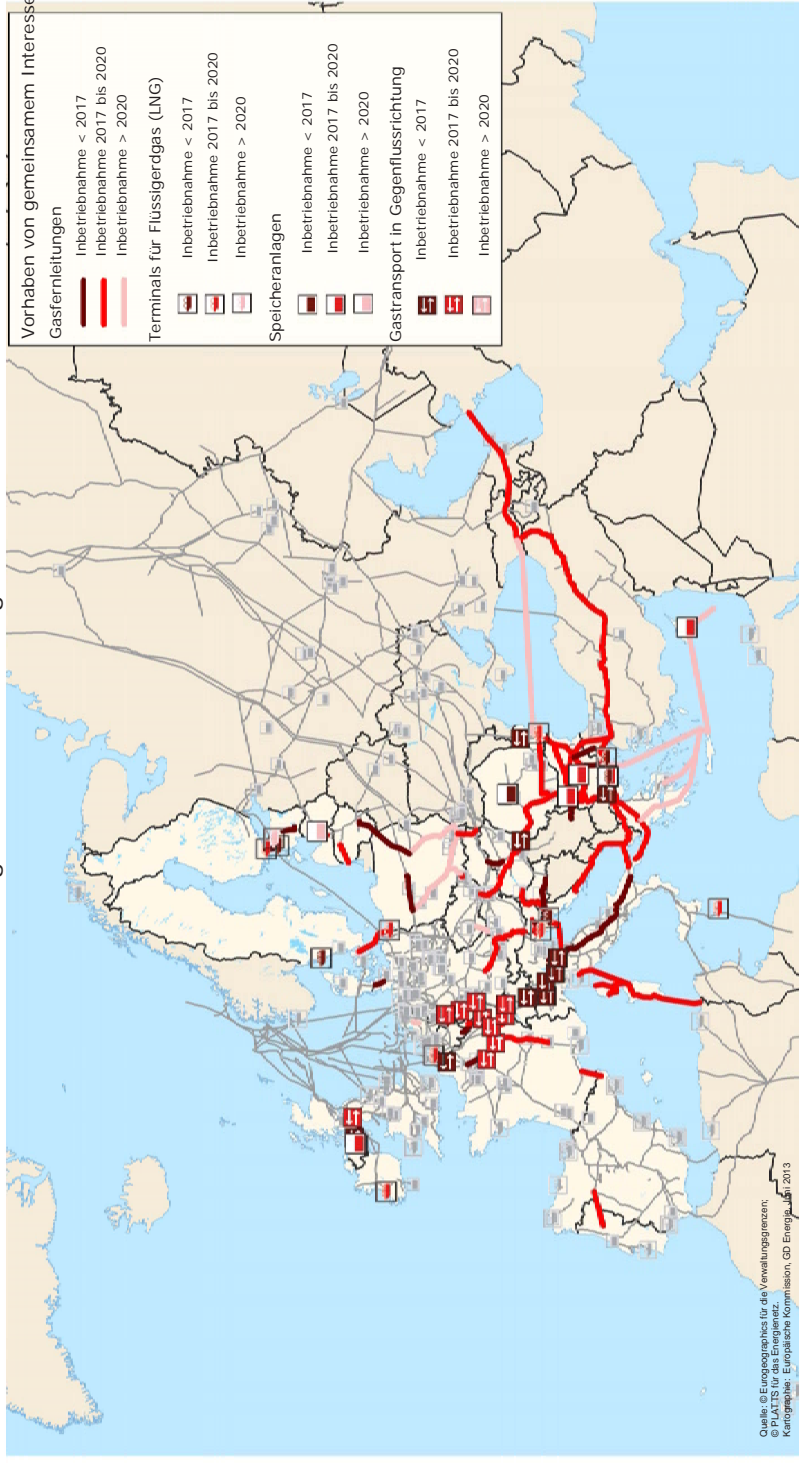 Vorhaben von gemeinsamem Interesse
Gasfernleitungen
Inbetriebnahme < 2017
Inbetriebnahme 2017 bis 2020
Inbetriebnahme > 2020
Terminals für Flüssigerdgas (LNG)
Inbetriebnahme < 2017
Inbetriebnahme 2017 bis 2020
Inbetriebnahme > 2020
Speicheranlagen
Inbetriebnahme < 2017
Inbetriebnahme 2017 bis 2020
Inbetriebnahme > 2020
Gastransport in Gegenflussrichtung
Inbetriebnahme < 2017
Inbetriebnahme 2017 bis 2020
Inbetriebnahme > 2020
Quelle: © Eurogeographics für die Verwaltungsgrenzen;
© PLATTS für das Energienetz.
Kartographie: Europäische Kommission, GD Energie, Juni 2013